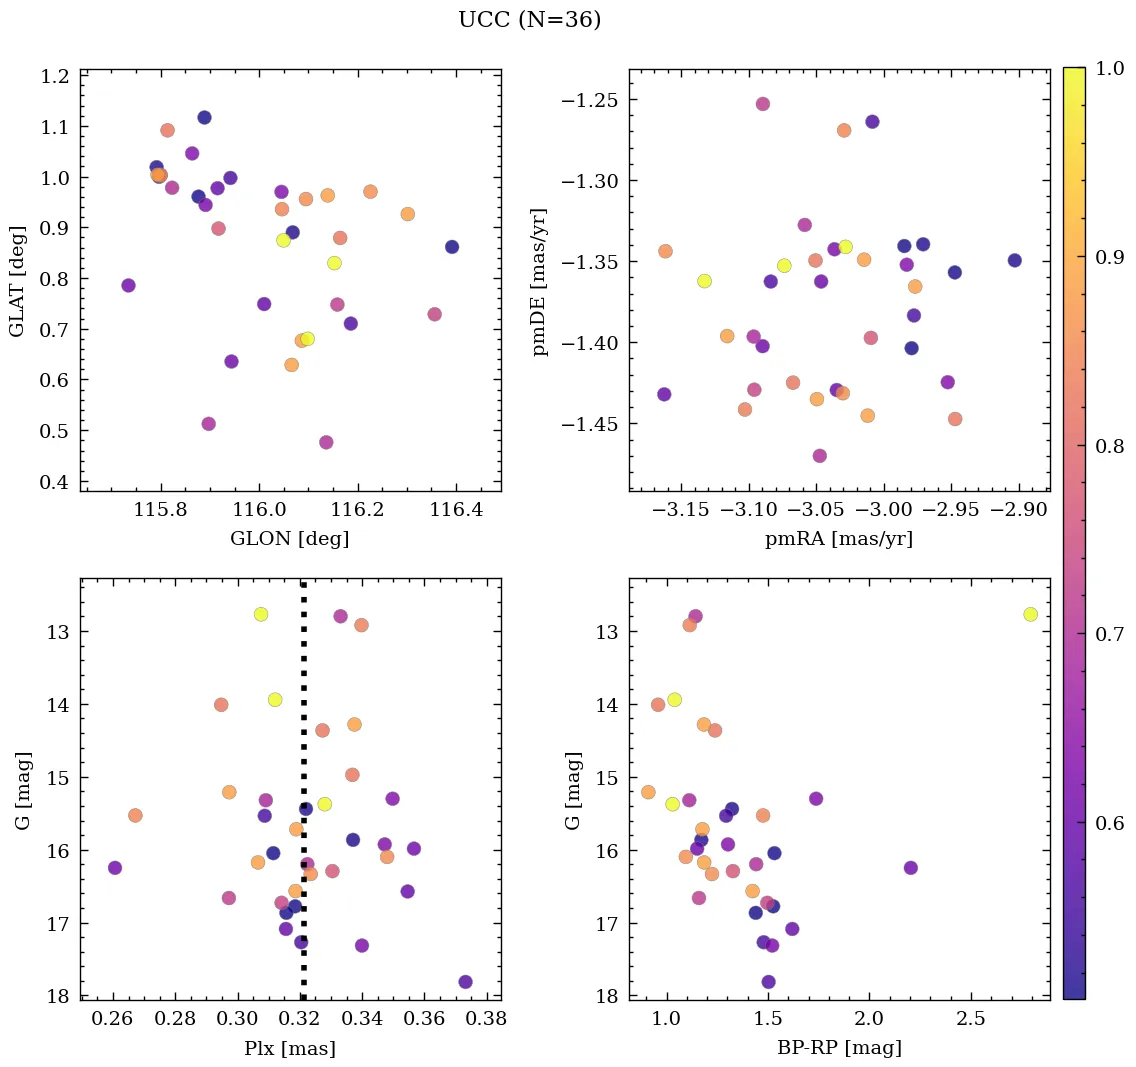 UCC (N=36)
1.2
1.1
1.0
0.9
0.8
0.7
0.6
0.5
0.4
GLAT [deg]
115.8 116.0 116.2 116.4
GLON [deg]
−1.25
−1.30
−1.35
−1.40
−1.45
pmDE [mas/yr]
−3.15 −3.10 −3.05 −3.00 −2.95 −2.90
pmRA [mas/yr]
1.0
0.9
0.8
0.7
0.6
13
14
15
16
17
18
G [mag]
0.26 0.28 0.30 0.32 0.34 0.36 0.38
Plx [mas]
13
14
15
16
17
18
G [mag]
1.0 1.5 2.0 2.5
BP-RP [mag]